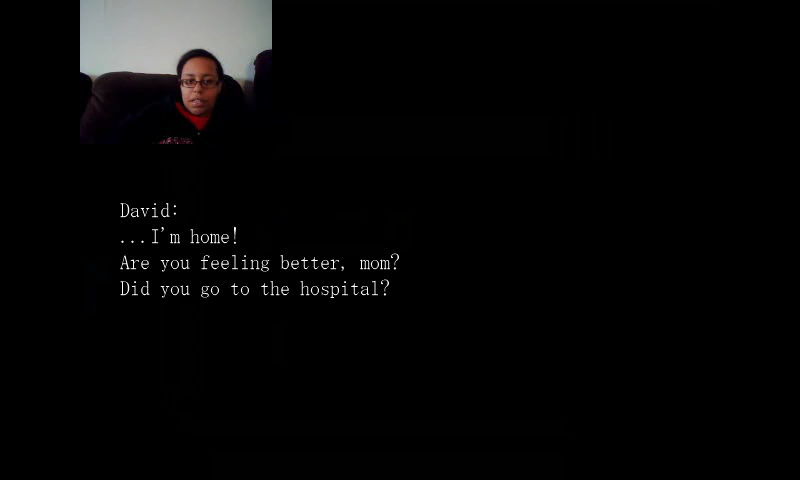 David:
...I'm home!
Are you feeling better, mom?
Did you go to the hospital?